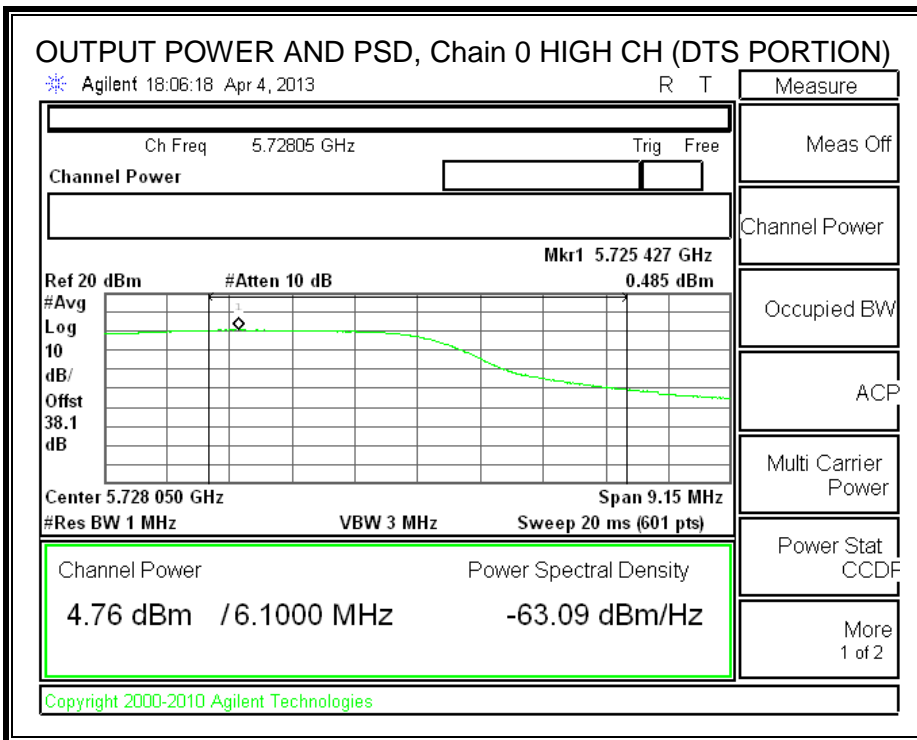 OUTPUT POWER AND PSD, Chain 0 HIGH CH (DTS PORTION)
Agilent 18:06:18 Apr 4, 2013 R T
Measure
Ch Freq 5.72805 GHz Trig Free
Channel Power
Mkr1 5.725 427 GHz
Ref 20 dBm #Atten 10 dB 0.485 dBm
#Avg
Log
10
dB/
Offst
38.1
dB
1
Center 5.728 050 GHz Span 9.15 MHz
#Res BW 1 MHz VBW 3 MHz Sweep 20 ms (601 pts)
Channel Power Power Spectral Density
4.76 dBm /6.1000 MHz -63.09 dBm/Hz
Copyright 2000-2010 Agilent Technologies
Meas Off
Channel Power
Occupied BW
ACP
Multi Carrier
Power
Power Stat
CCDF
More
1 of 2